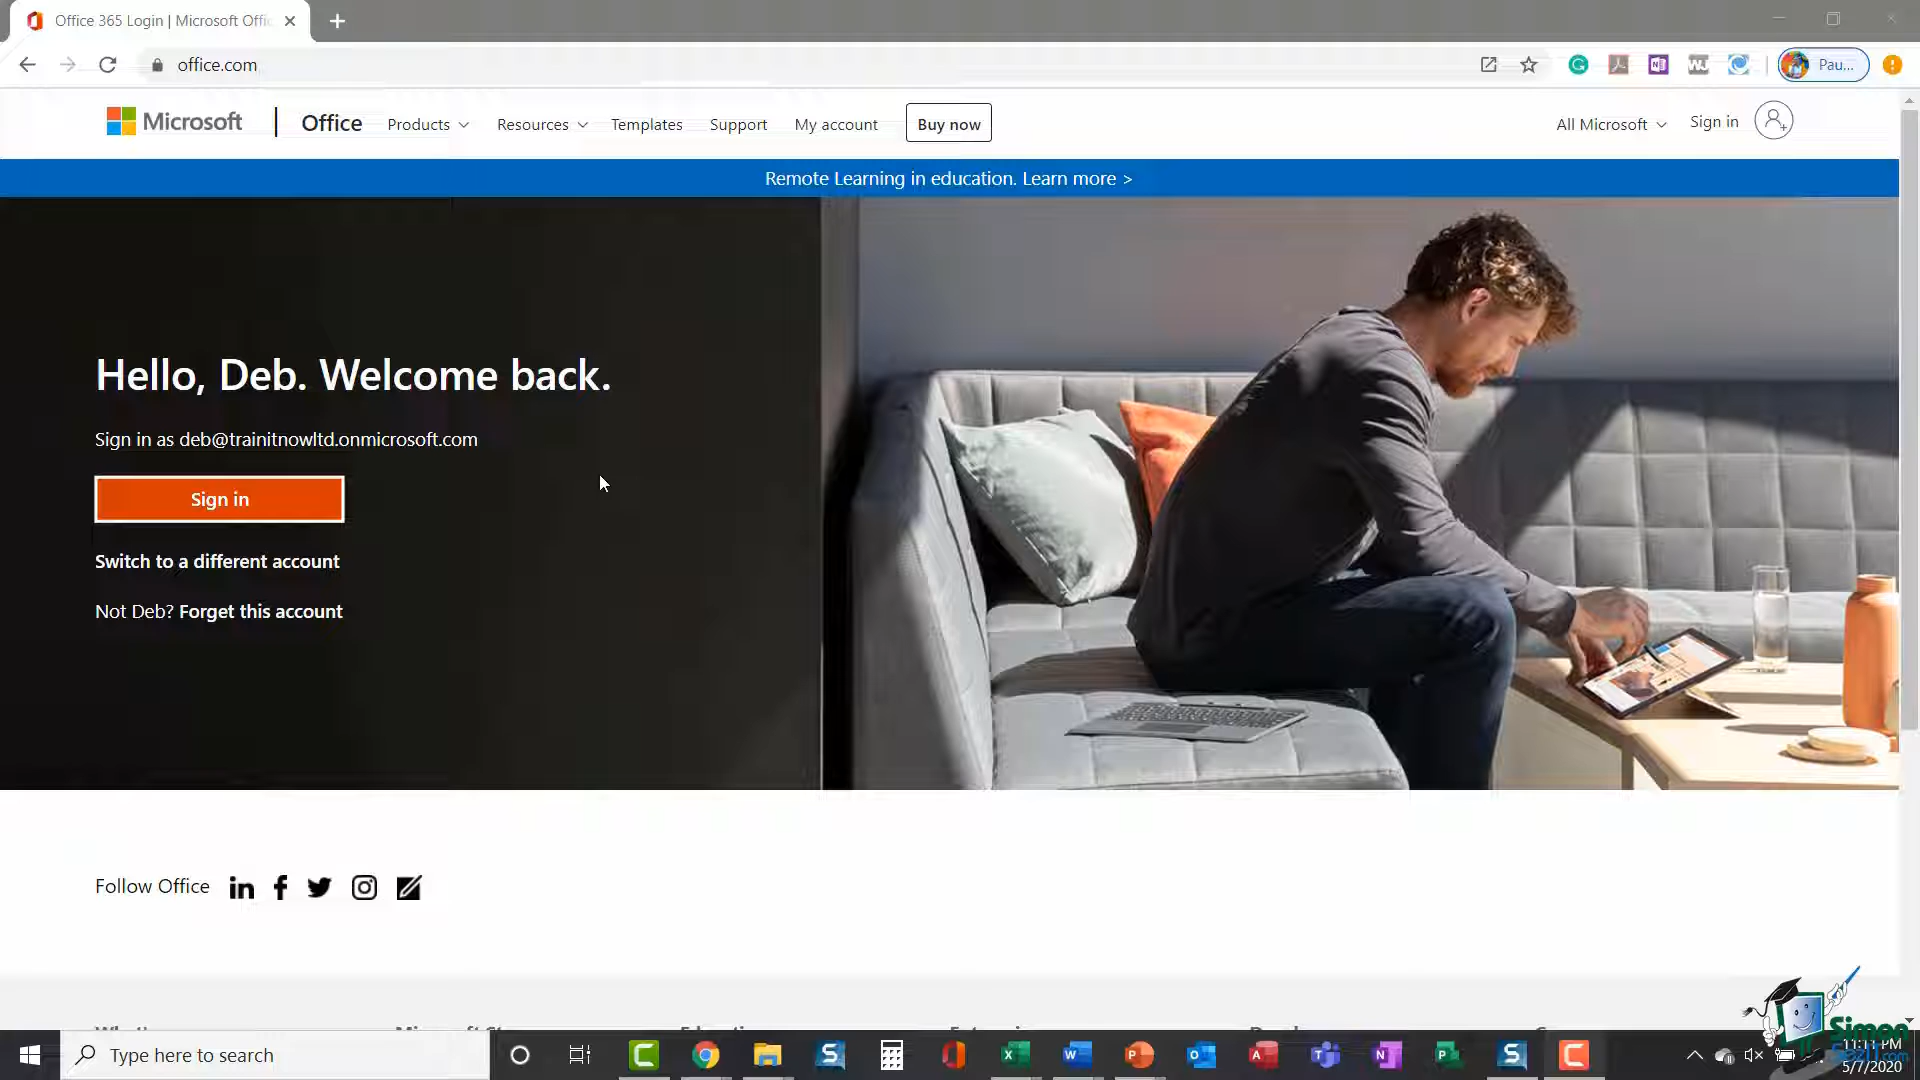 Office 365 Login | Microsoft Offic
office.com
Pau...
Microsoft
Office
Products
Resources
Templates
Support
My account
Buy now
All Microsoft
Sign in
Remote Learning in education. Learn more >
Hello, Deb. Welcome back.
Sign in as deb@trainitnowltd.onmicrosoft.com
Sign in
Switch to a different account
Not Deb? Forget this account
Follow Office
Type here to search
11:11 PM
5/7/2020